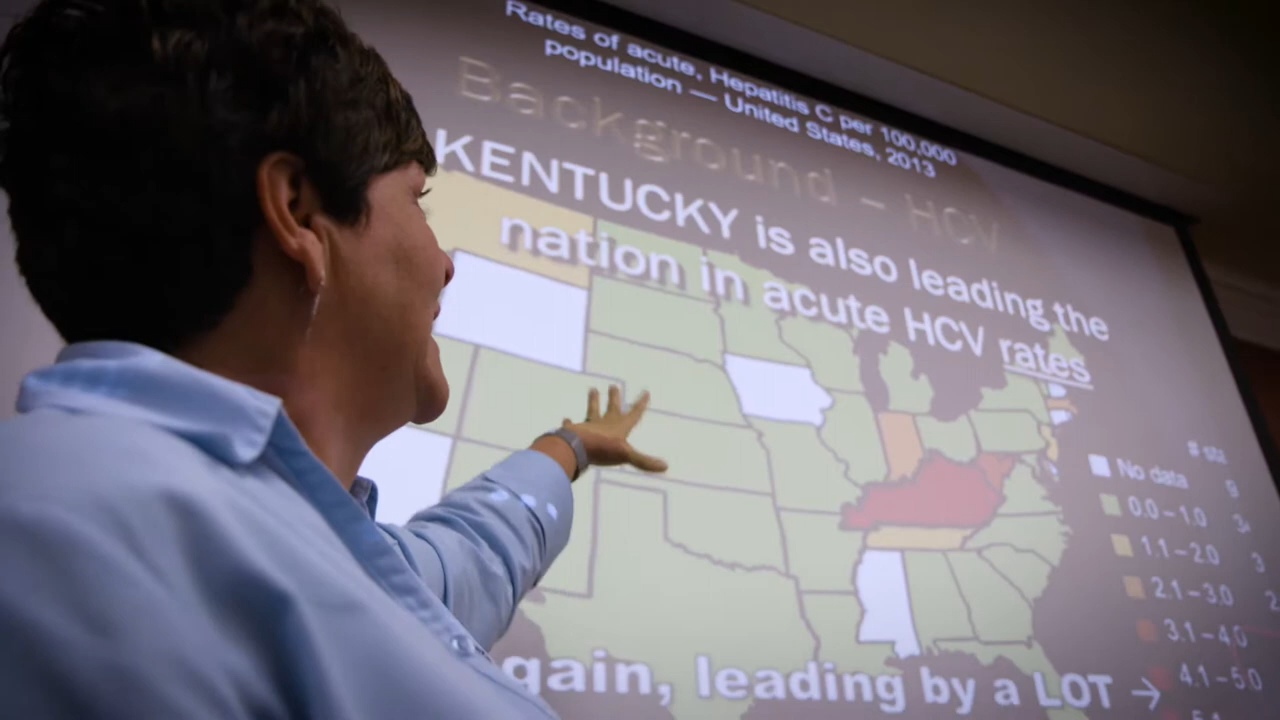 Rates of acute, Hepatitis C per 100,000
population — United States, 2013
Background – HCV
KENTUCKY is also leading the
nation in acute HCV rates
No data 9
0.0–1.0
1.1–2.0 3
2.1–3.0
3.1–4.0
4.1–5.0
gain, leading by a LOT →